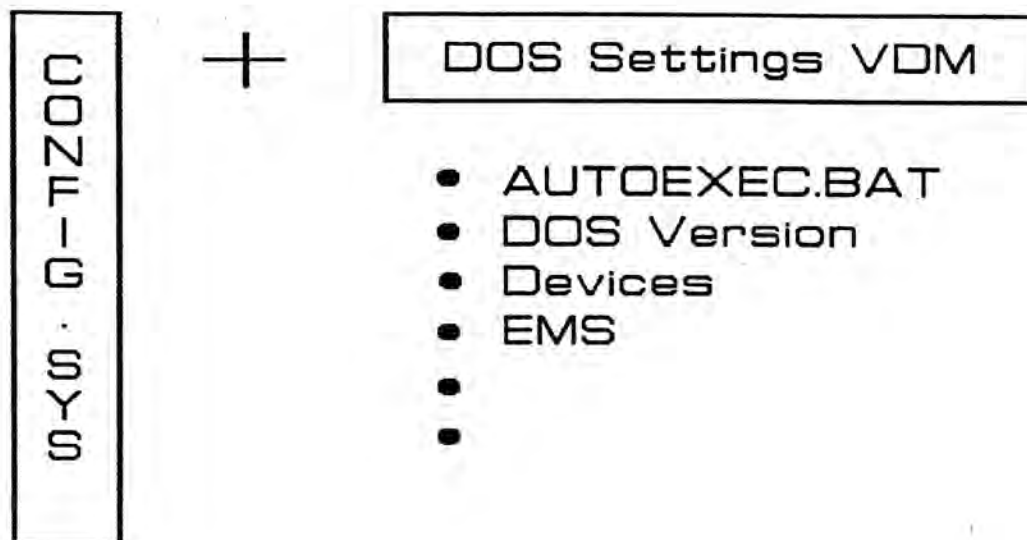 CONFIG.SYS
+
DOS Settings VDM
• AUTOEXEC.BAT
• DOS Version
• Devices
• EMS
•
•